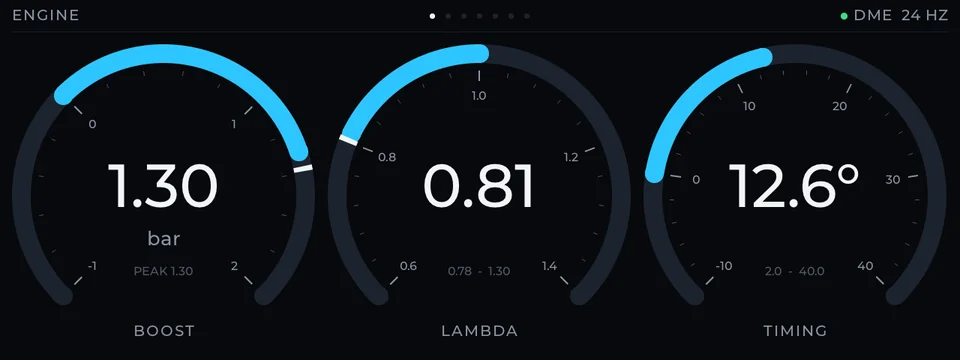 ENGINE
DME 24 HZ
0
1
-1
2
1.30
bar
PEAK 1.30
BOOST
1.0
0.8
1.2
0.6
1.4
0.81
0.78 - 1.30
LAMBDA
10
20
0
30
-10
40
12.6°
2.0 - 40.0
TIMING